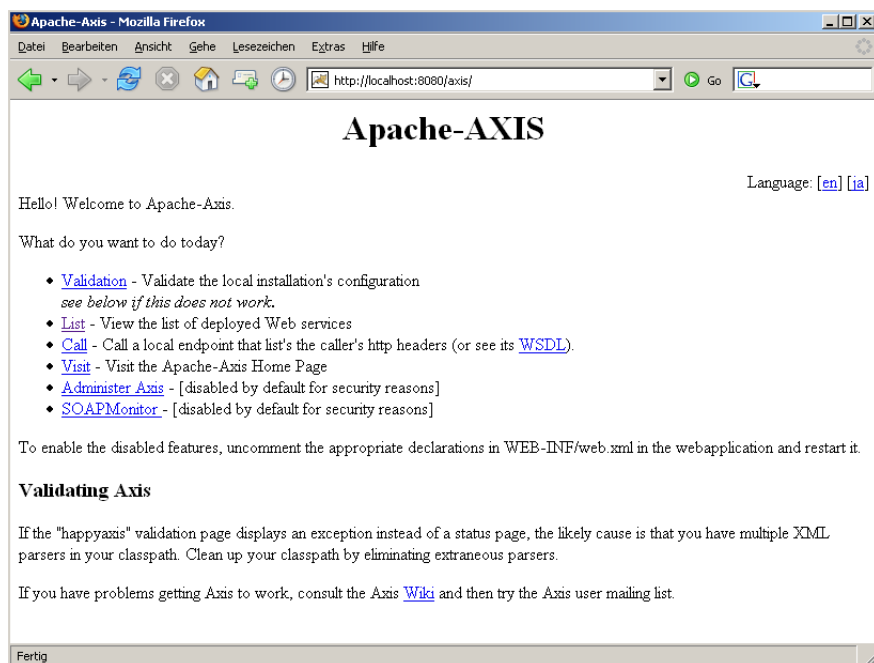 Apache-Axis - Mozilla Firefox
Datei Bearbeiten Ansicht Gehe Lesezeichen Extras Hilfe
http://localhost:8080/axis/ Go G
Apache-AXIS
Language: [en] [ja]
Hello! Welcome to Apache-Axis.
What do you want to do today?
Validation - Validate the local installation's configuration
see below if this does not work.
List - View the list of deployed Web services
Call - Call a local endpoint that list's the caller's http headers (or see its WSDL).
Visit - Visit the Apache-Axis Home Page
Administer Axis - [disabled by default for security reasons]
SOAPMonitor - [disabled by default for security reasons]
To enable the disabled features, uncomment the appropriate declarations in WEB-INF/web.xml in the webapplication and restart it.
Validating Axis
If the "happyaxis" validation page displays an exception instead of a status page, the likely cause is that you have multiple XML
parsers in your classpath. Clean up your classpath by eliminating extraneous parsers.
If you have problems getting Axis to work, consult the Axis Wiki and then try the Axis user mailing list.
Fertig